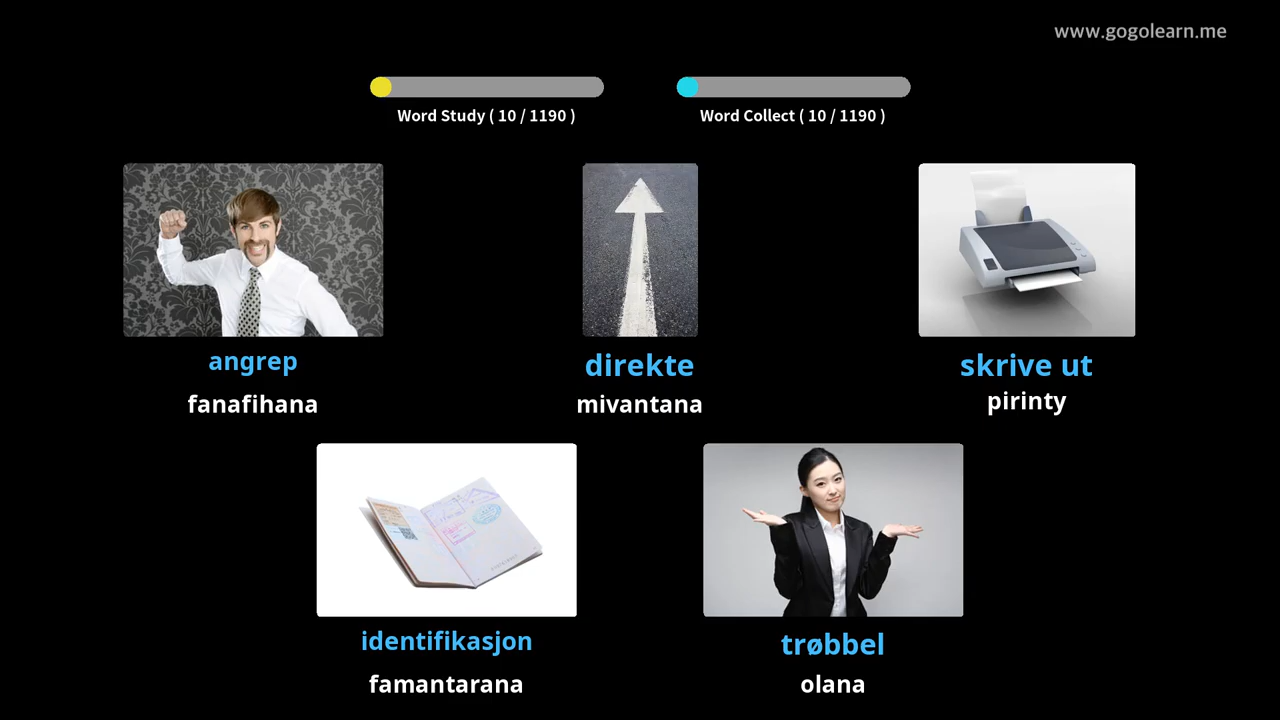 www.gogolearn.me
Word Study ( 10 / 1190 )
Word Collect ( 10 / 1190 )
angrep
fanafihana
direkte
mivantana
skrive ut
pirinty
identifikasjon
famantarana
trøbbel
olana